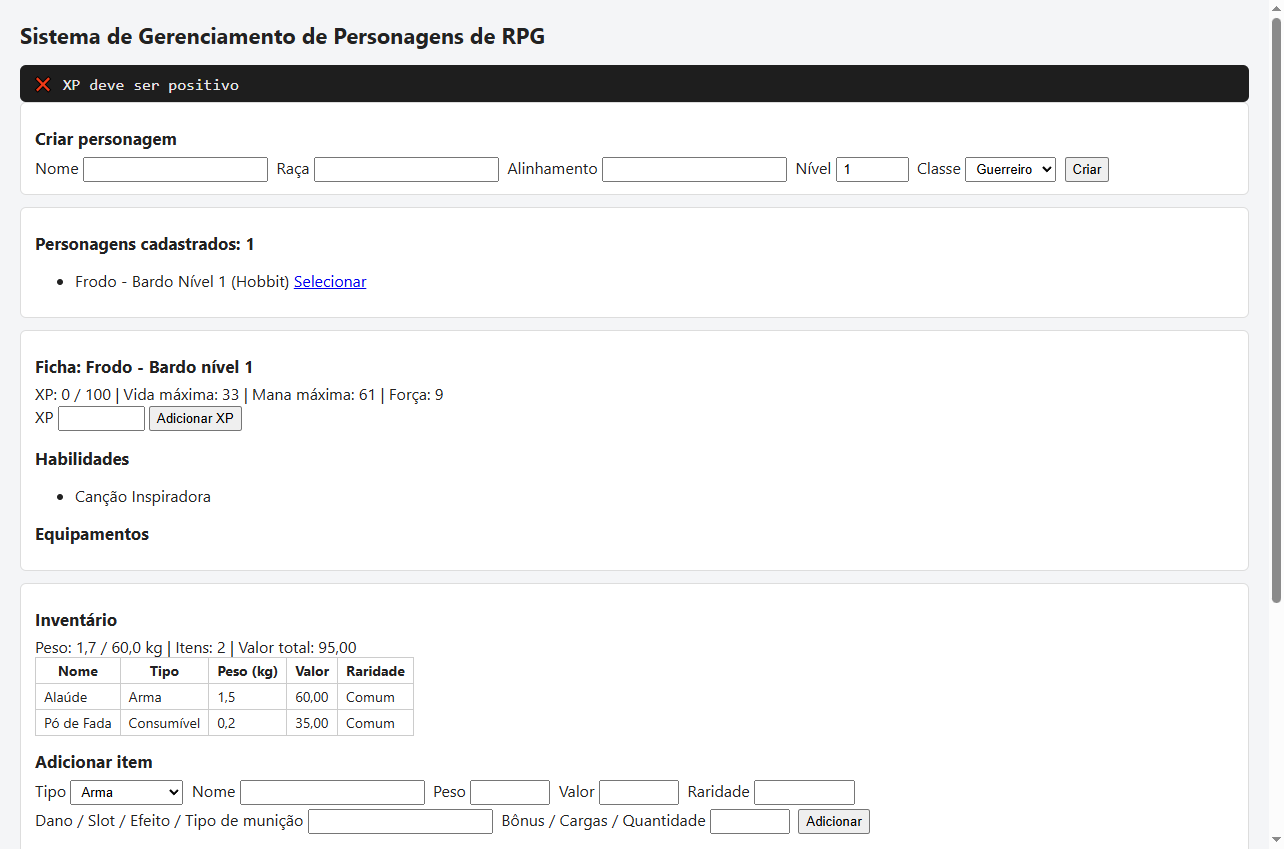 Sistema de Gerenciamento de Personagens de RPG
❌ XP deve ser positivo
Criar personagem
Nome Raça Alinhamento Nível 1 Classe Guerreiro Criar
Personagens cadastrados: 1
• Frodo - Bardo Nível 1 (Hobbit) Selecionar
Ficha: Frodo - Bardo nível 1
XP: 0 / 100 | Vida máxima: 33 | Mana máxima: 61 | Força: 9
XP Adicionar XP
Habilidades
• Canção Inspiradora
Equipamentos
Inventário
Peso: 1,7 / 60,0 kg | Itens: 2 | Valor total: 95,00
Nome Tipo Peso (kg) Valor Raridade
Alaúde Arma 1,5 60,00 Comum
Pó de Fada Consumível 0,2 35,00 Comum
Adicionar item
Tipo Arma Nome Peso Valor Raridade
Dano / Slot / Efeito / Tipo de munição Bônus / Cargas / Quantidade Adicionar